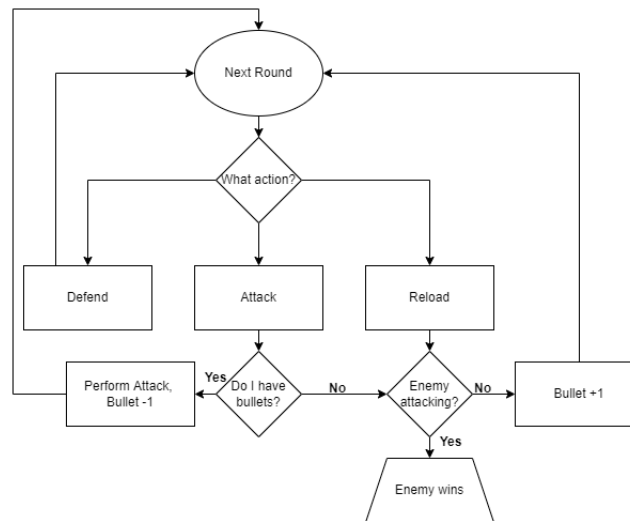 Next Round
What action?
Defend
Attack
Reload
Perform Attack,
Bullet -1
Yes
Do I have
bullets?
No
Enemy
attacking?
No
Bullet +1
Yes
Enemy wins